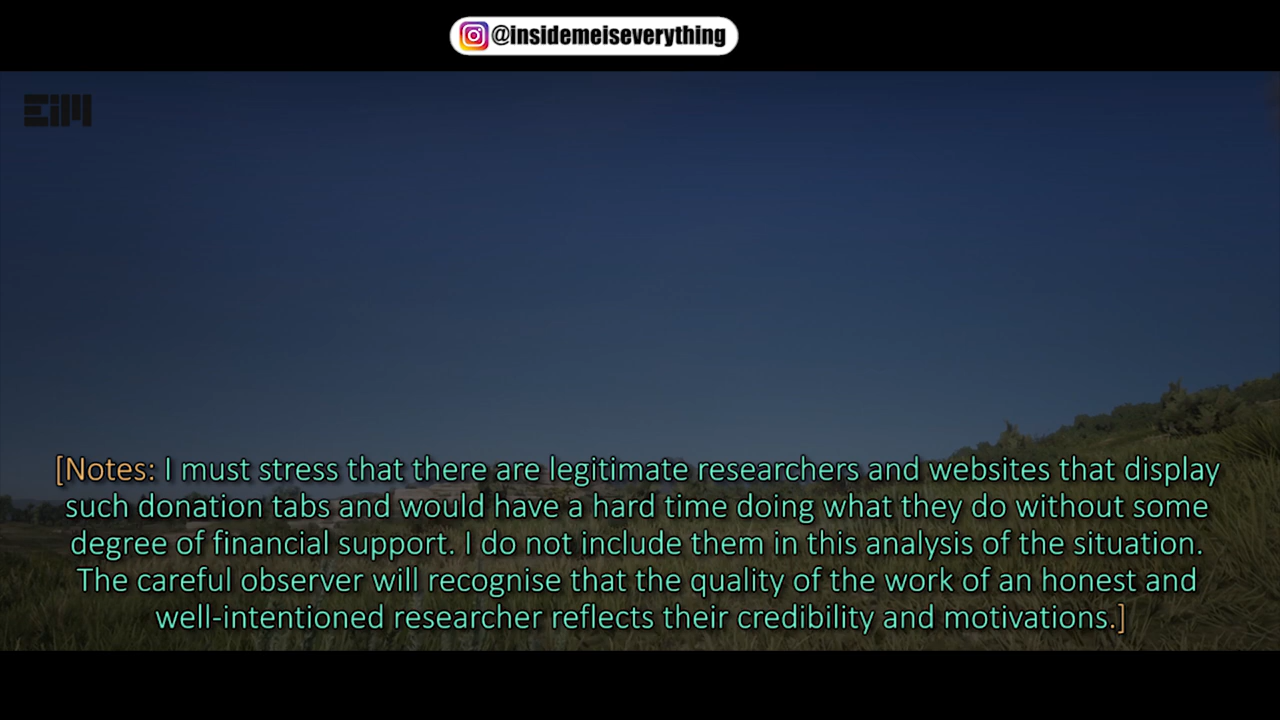 @insidemeiseverything
EiM
[Notes: I must stress that there are legitimate researchers and websites that display
such donation tabs and would have a hard time doing what they do without some
degree of financial support. I do not include them in this analysis of the situation.
The careful observer will recognise that the quality of the work of an honest and
well-intentioned researcher reflects their credibility and motivations.]